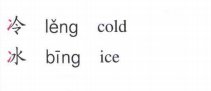 冷 lěng cold
冰 bīng ice